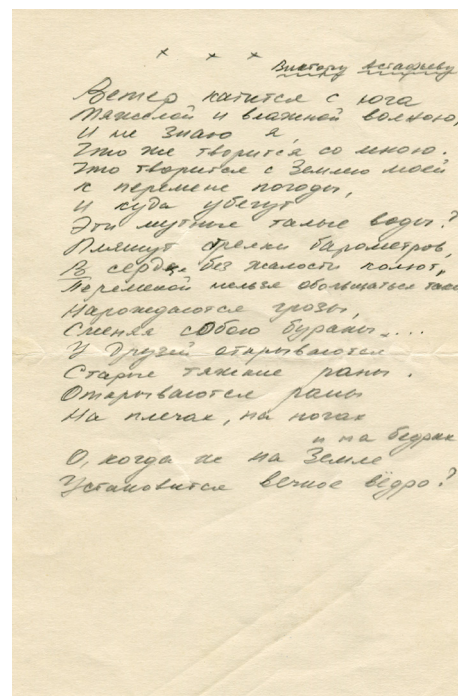 × × ×
Виктору Астафьеву
Ветер катится с юга
Тяжелой и влажной волною,
И не знаю я,
Что же творится со мною.
Что творится с Землею моей
К перемене погоды,
И куда убегут
Эти мутные талые воды?
Пляшут стрелки барометров,
В сердце без жалости колют,
Переменой нельзя обольщаться
Нарождаются грозы,
Сменяя собою бураны....
У друзей открываются
Старые тяжкие раны.
Открываются раны
На плечах, на ногах
и на бедрах
О, когда же на Земле
Установится вечное вёдро?